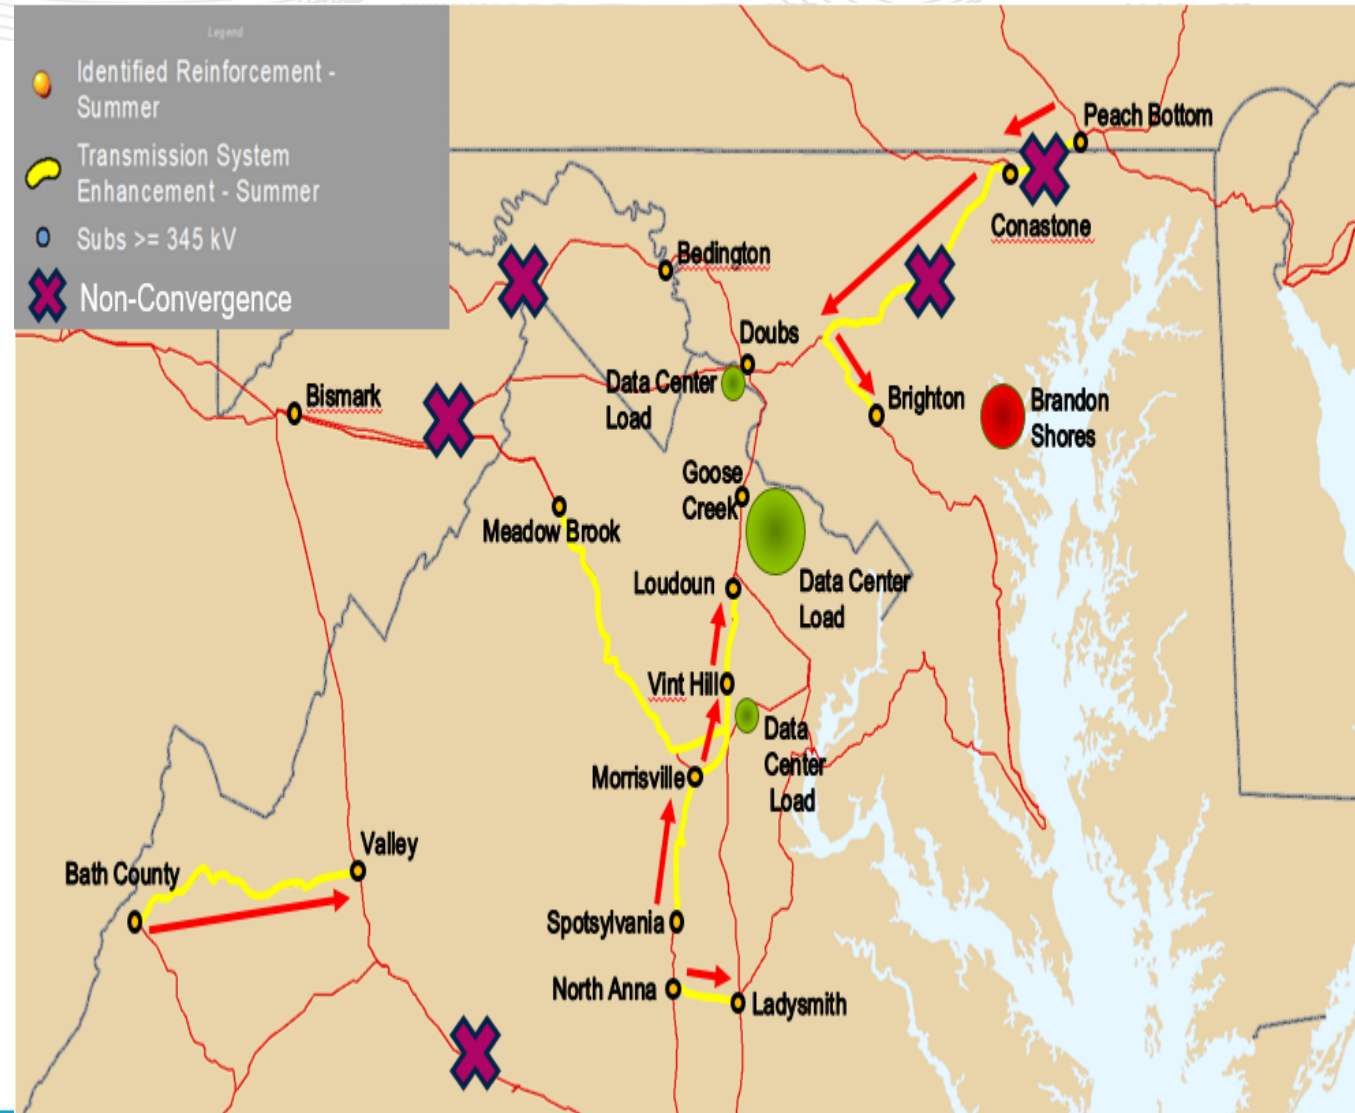 Legend
Identified Reinforcement -
Summer
Transmission System
Enhancement - Summer
Subs >= 345 kV
Non-Convergence
Peach Bottom
Conastone
Bedington
Doubs
Data Center
Load
Bismark
Brighton
Brandon
Shores
Goose
Creek
Meadow Brook
Loudoun
Data Center
Load
Vint Hill
Data
Center
Load
Morrisville
Valley
Bath County
Spotsylvania
North Anna
Ladysmith